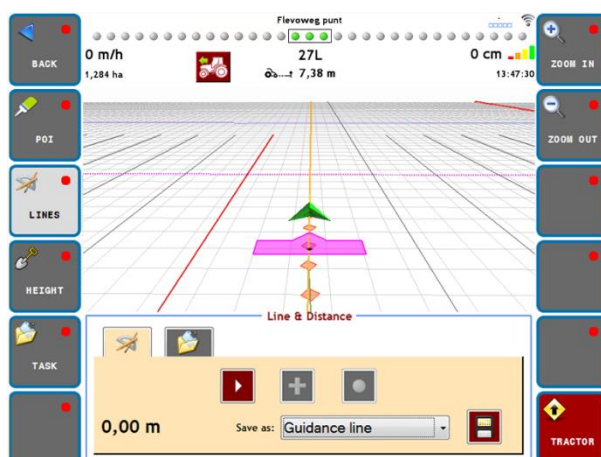 Flevoweg punt
0 m/h
27L
0 cm
1,284 ha
7,38 m
13:47:30
BACK
POI
LINES
HEIGHT
TASK
ZOOM IN
ZOOM OUT
TRACTOR
Line & Distance
0,00 m
Save as:
Guidance line